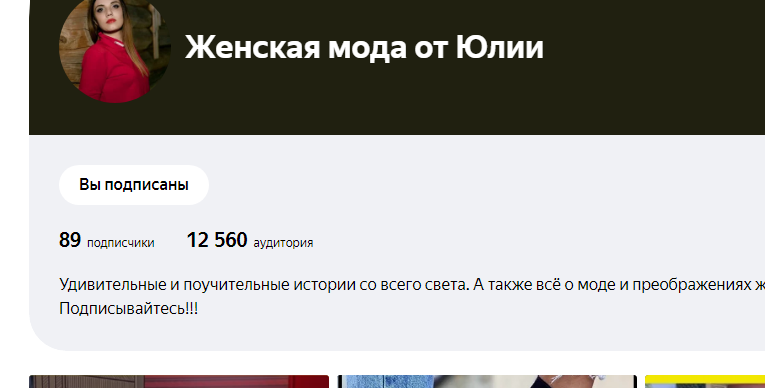 Женская мода от Юлии
Вы подписаны
89 подписчики 12 560 аудитория
Удивительные и поучительные истории со всего света. А также всё о моде и преображениях ж
Подписывайтесь!!!